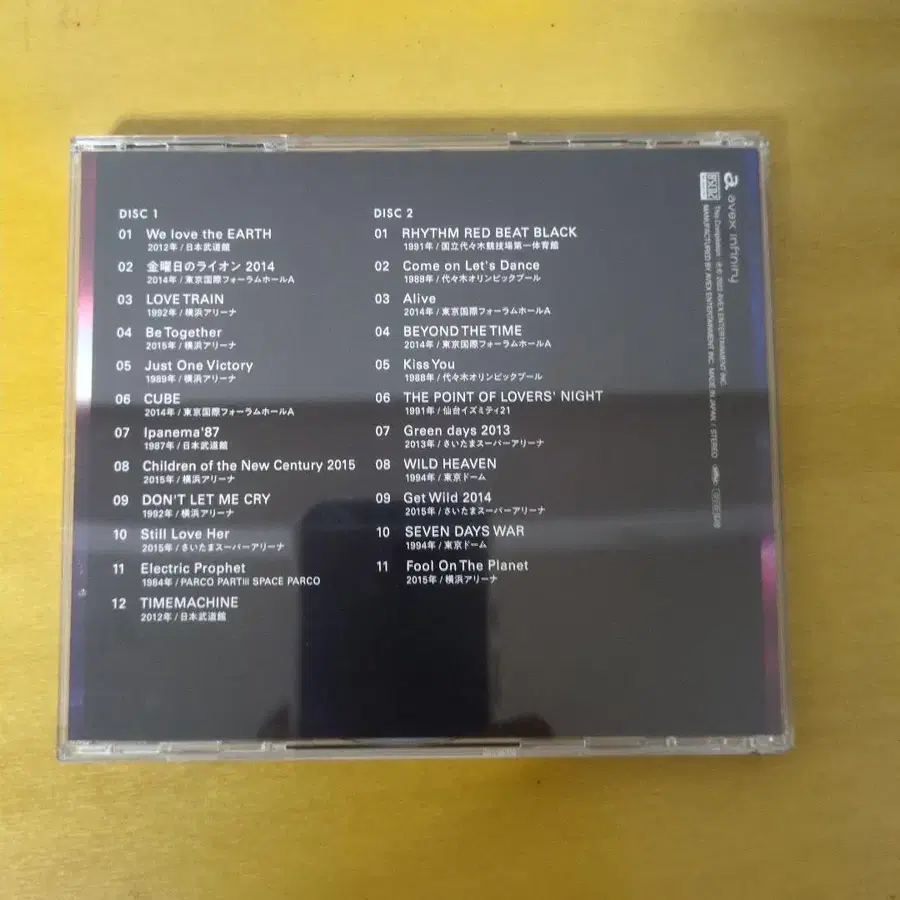 DISC 1
01 We love the EARTH
2012年 / 日本武道館
02 金曜日のライオン 2014
2014年 / 東京国際フォーラムホールA
03 LOVE TRAIN
1992年 / 横浜アリーナ
04 Be Together
2015年 / 横浜アリーナ
05 Just One Victory
1989年 / 横浜アリーナ
06 CUBE
2014年 / 東京国際フォーラムホールA
07 Ipanema'87
1987年 / 日本武道館
08 Children of the New Century 2015
2015年 / 横浜アリーナ
09 DON'T LET ME CRY
1992年 / 横浜アリーナ
10 Still Love Her
2015年 / さいたまスーパーアリーナ
11 Electric Prophet
1984年 / PARCO PARTⅢ SPACE PARCO
12 TIMEMACHINE
2012年 / 日本武道館
DISC 2
01 RHYTHM RED BEAT BLACK
1991年 / 国立代々木競技場第一体育館
02 Come on Let's Dance
1988年 / 代々木オリンピックプール
03 Alive
2014年 / 東京国際フォーラムホールA
04 BEYOND THE TIME
2014年 / 東京国際フォーラムホールA
05 Kiss You
1988年 / 代々木オリンピックプール
06 THE POINT OF LOVERS' NIGHT
1991年 / 仙台イズミティ21
07 Green days 2013
2013年 / さいたまスーパーアリーナ
08 WILD HEAVEN
1994年 / 東京ドーム
09 Get Wild 2014
2015年 / さいたまスーパーアリーナ
10 SEVEN DAYS WAR
1994年 / 東京ドーム
11 Fool On The Planet
2015年 / 横浜アリーナ
a avex infinity
This Compilation : ℗© AVEX ENTERTAINMENT INC.
MANUFACTURED BY AVEX ENTERTAINMENT INC. MADE IN JAPAN / STEREO